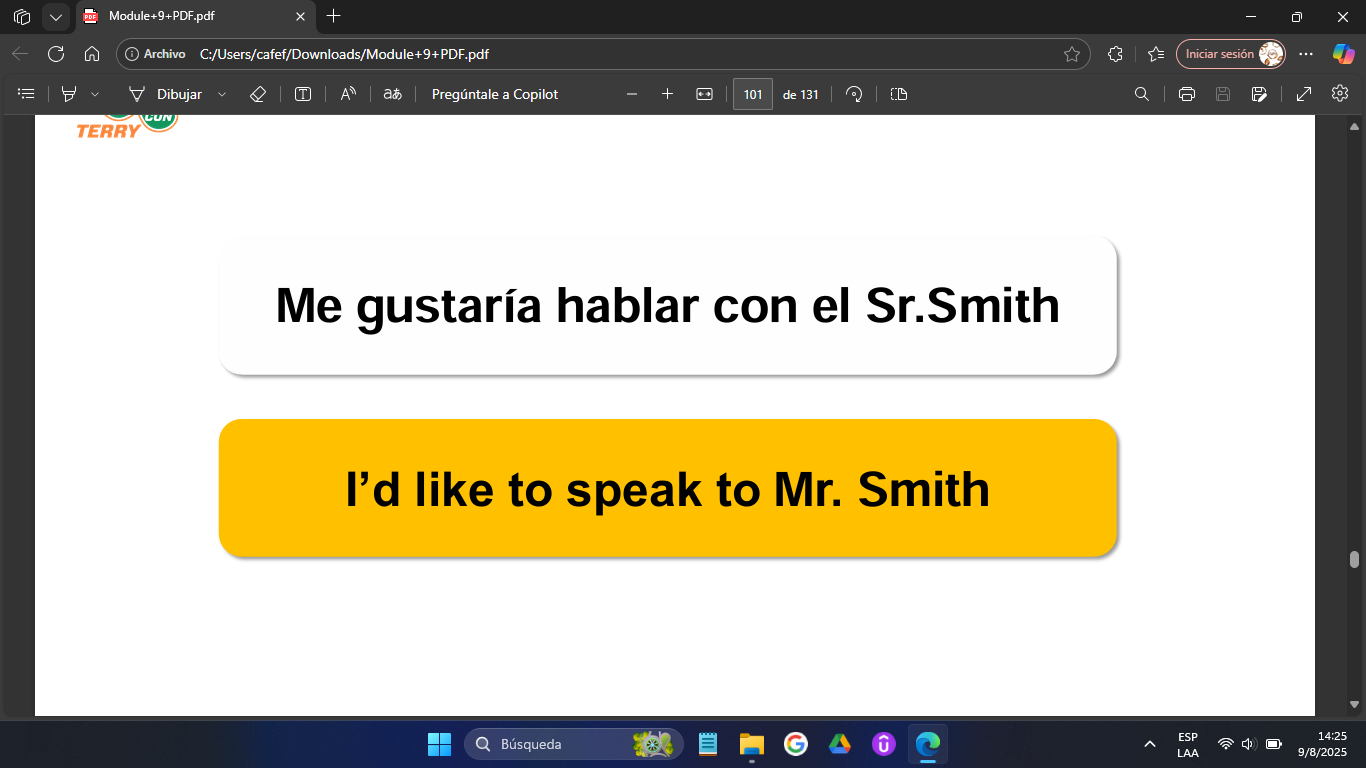 Module+9+PDF.pdf
Archivo C:/Users/cafef/Downloads/Module+9+PDF.pdf Iniciar sesión
Dibujar aあ Pregúntale a Copilot 101 de 131
TERRY CON
Me gustaría hablar con el Sr.Smith
I’d like to speak to Mr. Smith
Búsqueda
ESP
LAA
14:25
9/8/2025